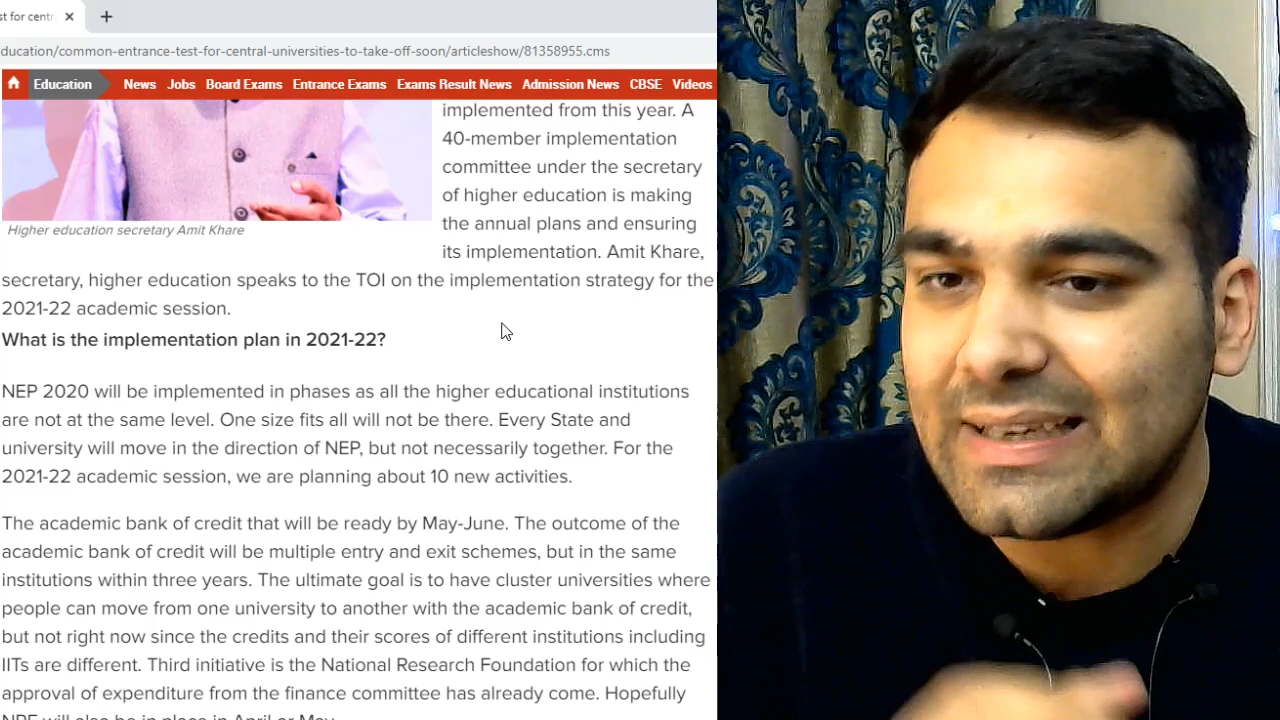 st for centr
ducation/common-entrance-test-for-central-universities-to-take-off-soon/articleshow/81358955.cms
Education News Jobs Board Exams Entrance Exams Exams Result News Admission News CBSE Videos
implemented from this year. A
40-member implementation
committee under the secretary
of higher education is making
the annual plans and ensuring
its implementation. Amit Khare,
Higher education secretary Amit Khare
secretary, higher education speaks to the TOI on the implementation strategy for the
2021-22 academic session.
What is the implementation plan in 2021-22?
NEP 2020 will be implemented in phases as all the higher educational institutions
are not at the same level. One size fits all will not be there. Every State and
university will move in the direction of NEP, but not necessarily together. For the
2021-22 academic session, we are planning about 10 new activities.
The academic bank of credit that will be ready by May-June. The outcome of the
academic bank of credit will be multiple entry and exit schemes, but in the same
institutions within three years. The ultimate goal is to have cluster universities where
people can move from one university to another with the academic bank of credit,
but not right now since the credits and their scores of different institutions including
IITs are different. Third initiative is the National Research Foundation for which the
approval of expenditure from the finance committee has already come. Hopefully
NRF will also be in place in April or May